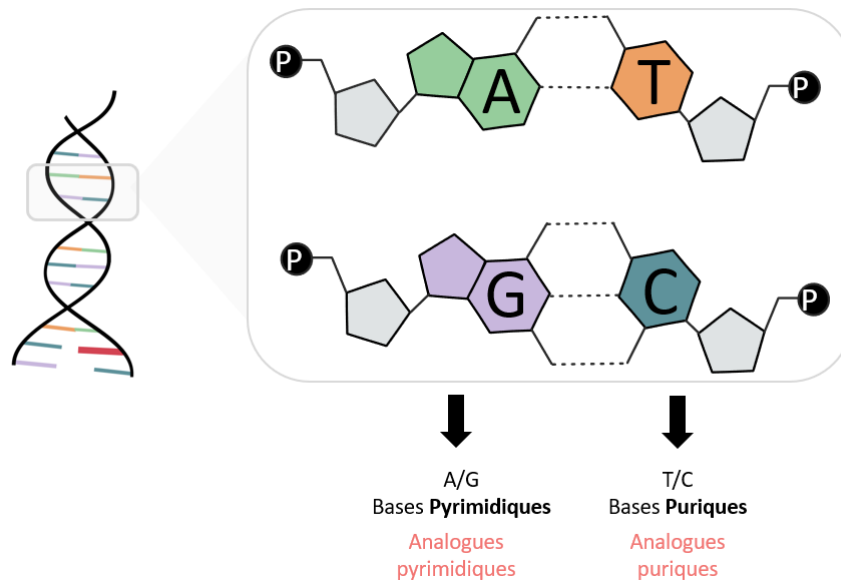 P A T P
P G C P
A/G
Bases Pyrimidiques
Analogues
pyrimidiques
T/C
Bases Puriques
Analogues
puriques